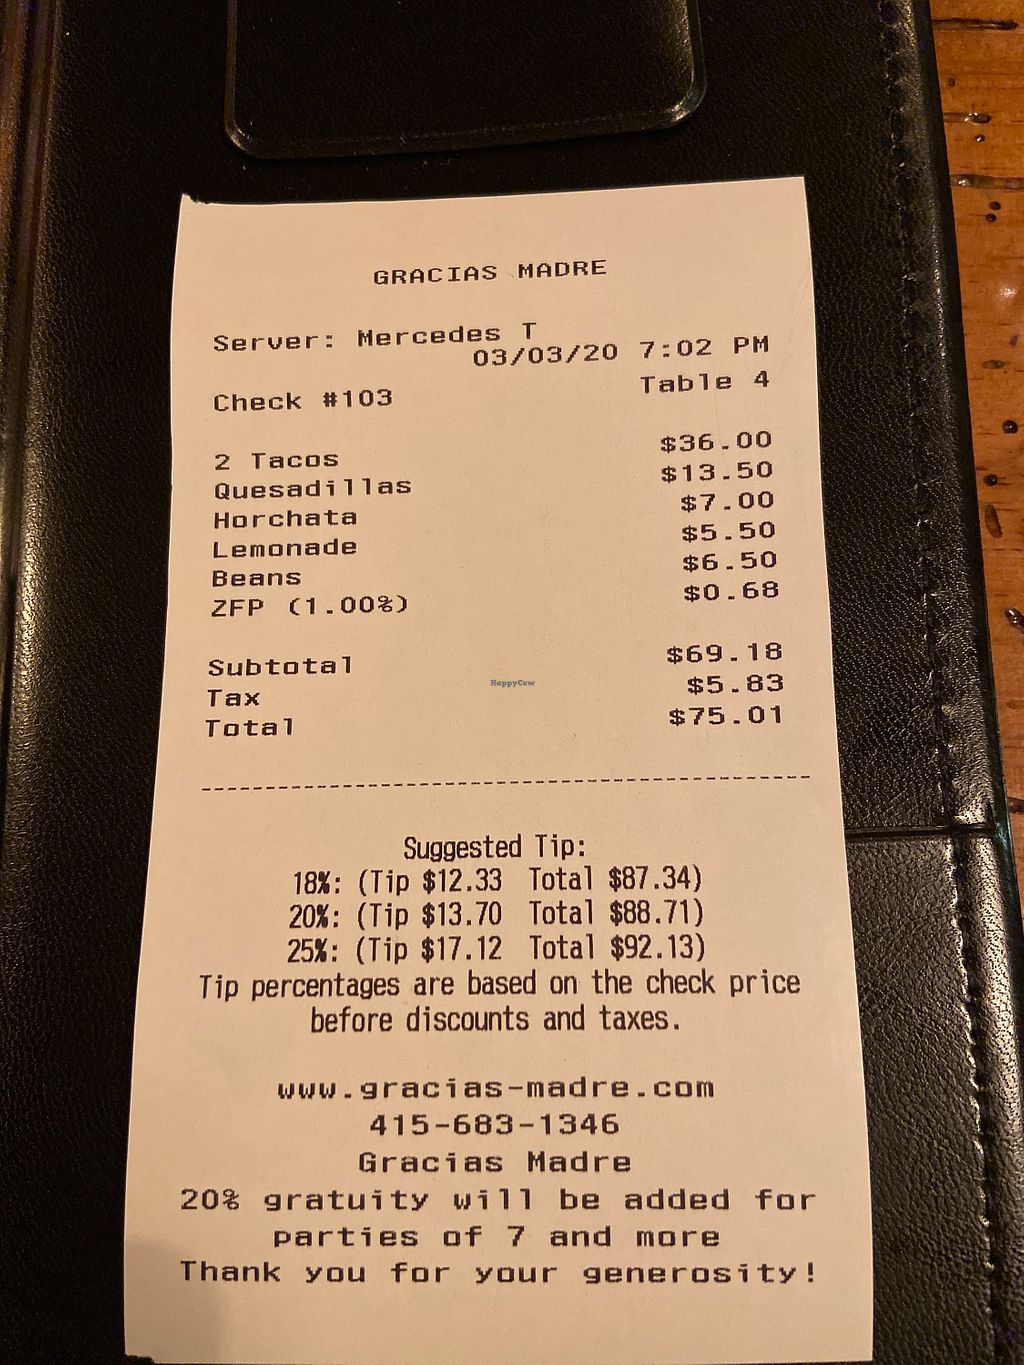 GRACIAS MADRE
Server: Mercedes T
03/03/20 7:02 PM
Check #103 Table 4
2 Tacos $36.00
Quesadillas $13.50
Horchata $7.00
Lemonade $5.50
Beans $6.50
ZFP (1.00%) $0.68
Subtotal $69.18
Tax $5.83
Total $75.01
Suggested Tip:
18%: (Tip $12.33 Total $87.34)
20%: (Tip $13.70 Total $88.71)
25%: (Tip $17.12 Total $92.13)
Tip percentages are based on the check price
before discounts and taxes.
www.gracias-madre.com
415-683-1346
Gracias Madre
20% gratuity will be added for
parties of 7 and more
Thank you for your generosity!
HappyCow